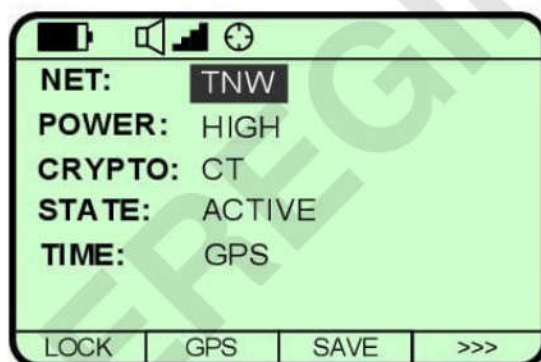 NET: TNW
POWER: HIGH
CRYPTO: CT
STATE: ACTIVE
TIME: GPS
LOCK GPS SAVE >>>